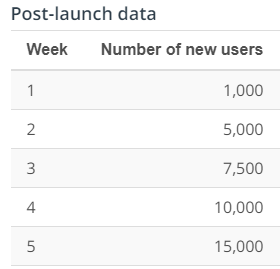 Post-launch data
Week Number of new users
1 1,000
2 5,000
3 7,500
4 10,000
5 15,000